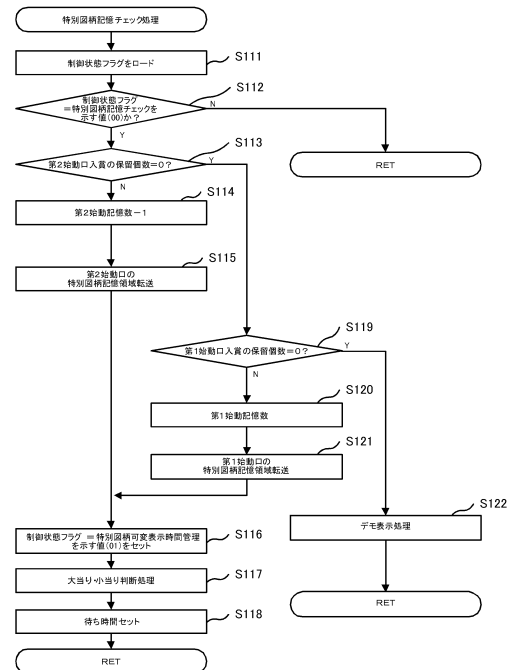 特別図柄記憶チェック処理
制御状態フラグをロード
S111
制御状態フラグ
=特別図柄記憶チェックを
示す値(00)か?
S112
N
Y
RET
第2始動口入賞の保留個数=0?
S113
Y
N
第2始動記憶数-1
S114
第2始動口の
特別図柄記憶領域転送
S115
第1始動口入賞の保留個数=0?
S119
Y
N
第1始動記憶数
S120
第1始動口の
特別図柄記憶領域転送
S121
デモ表示処理
S122
制御状態フラグ = 特別図柄可変表示時間管理
を示す値(01)をセット
S116
大当り・小当り判断処理
S117
待ち時間セット
S118
RET
RET